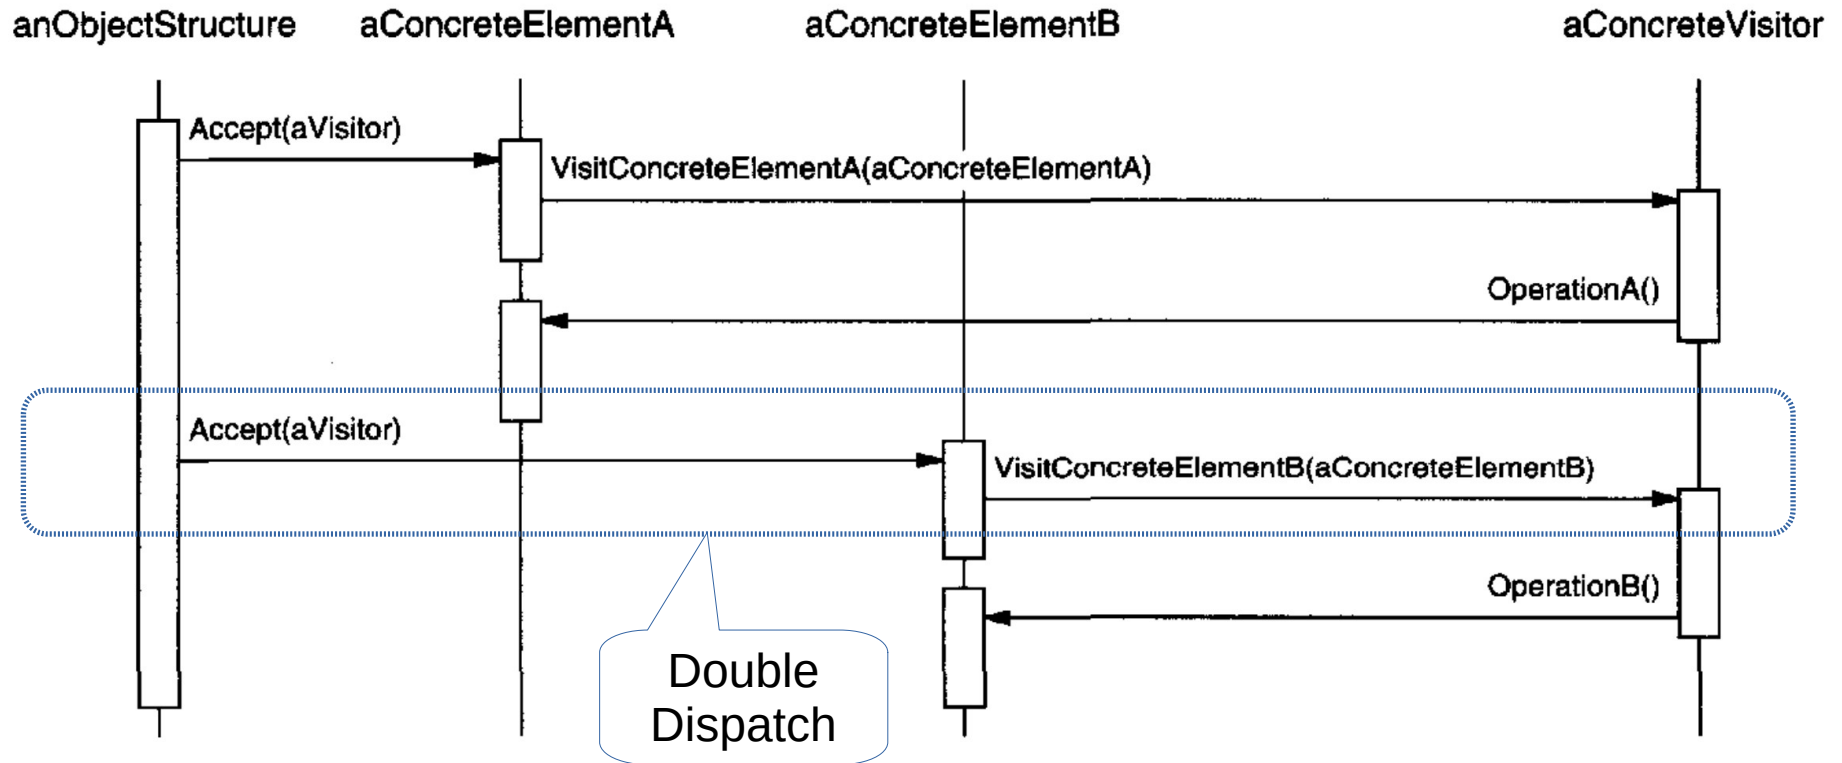 anObjectStructure aConcreteElementA aConcreteElementB aConcreteVisitor
Accept(aVisitor)
VisitConcreteElementA(aConcreteElementA)
OperationA()
Accept(aVisitor)
VisitConcreteElementB(aConcreteElementB)
OperationB()
Double
Dispatch